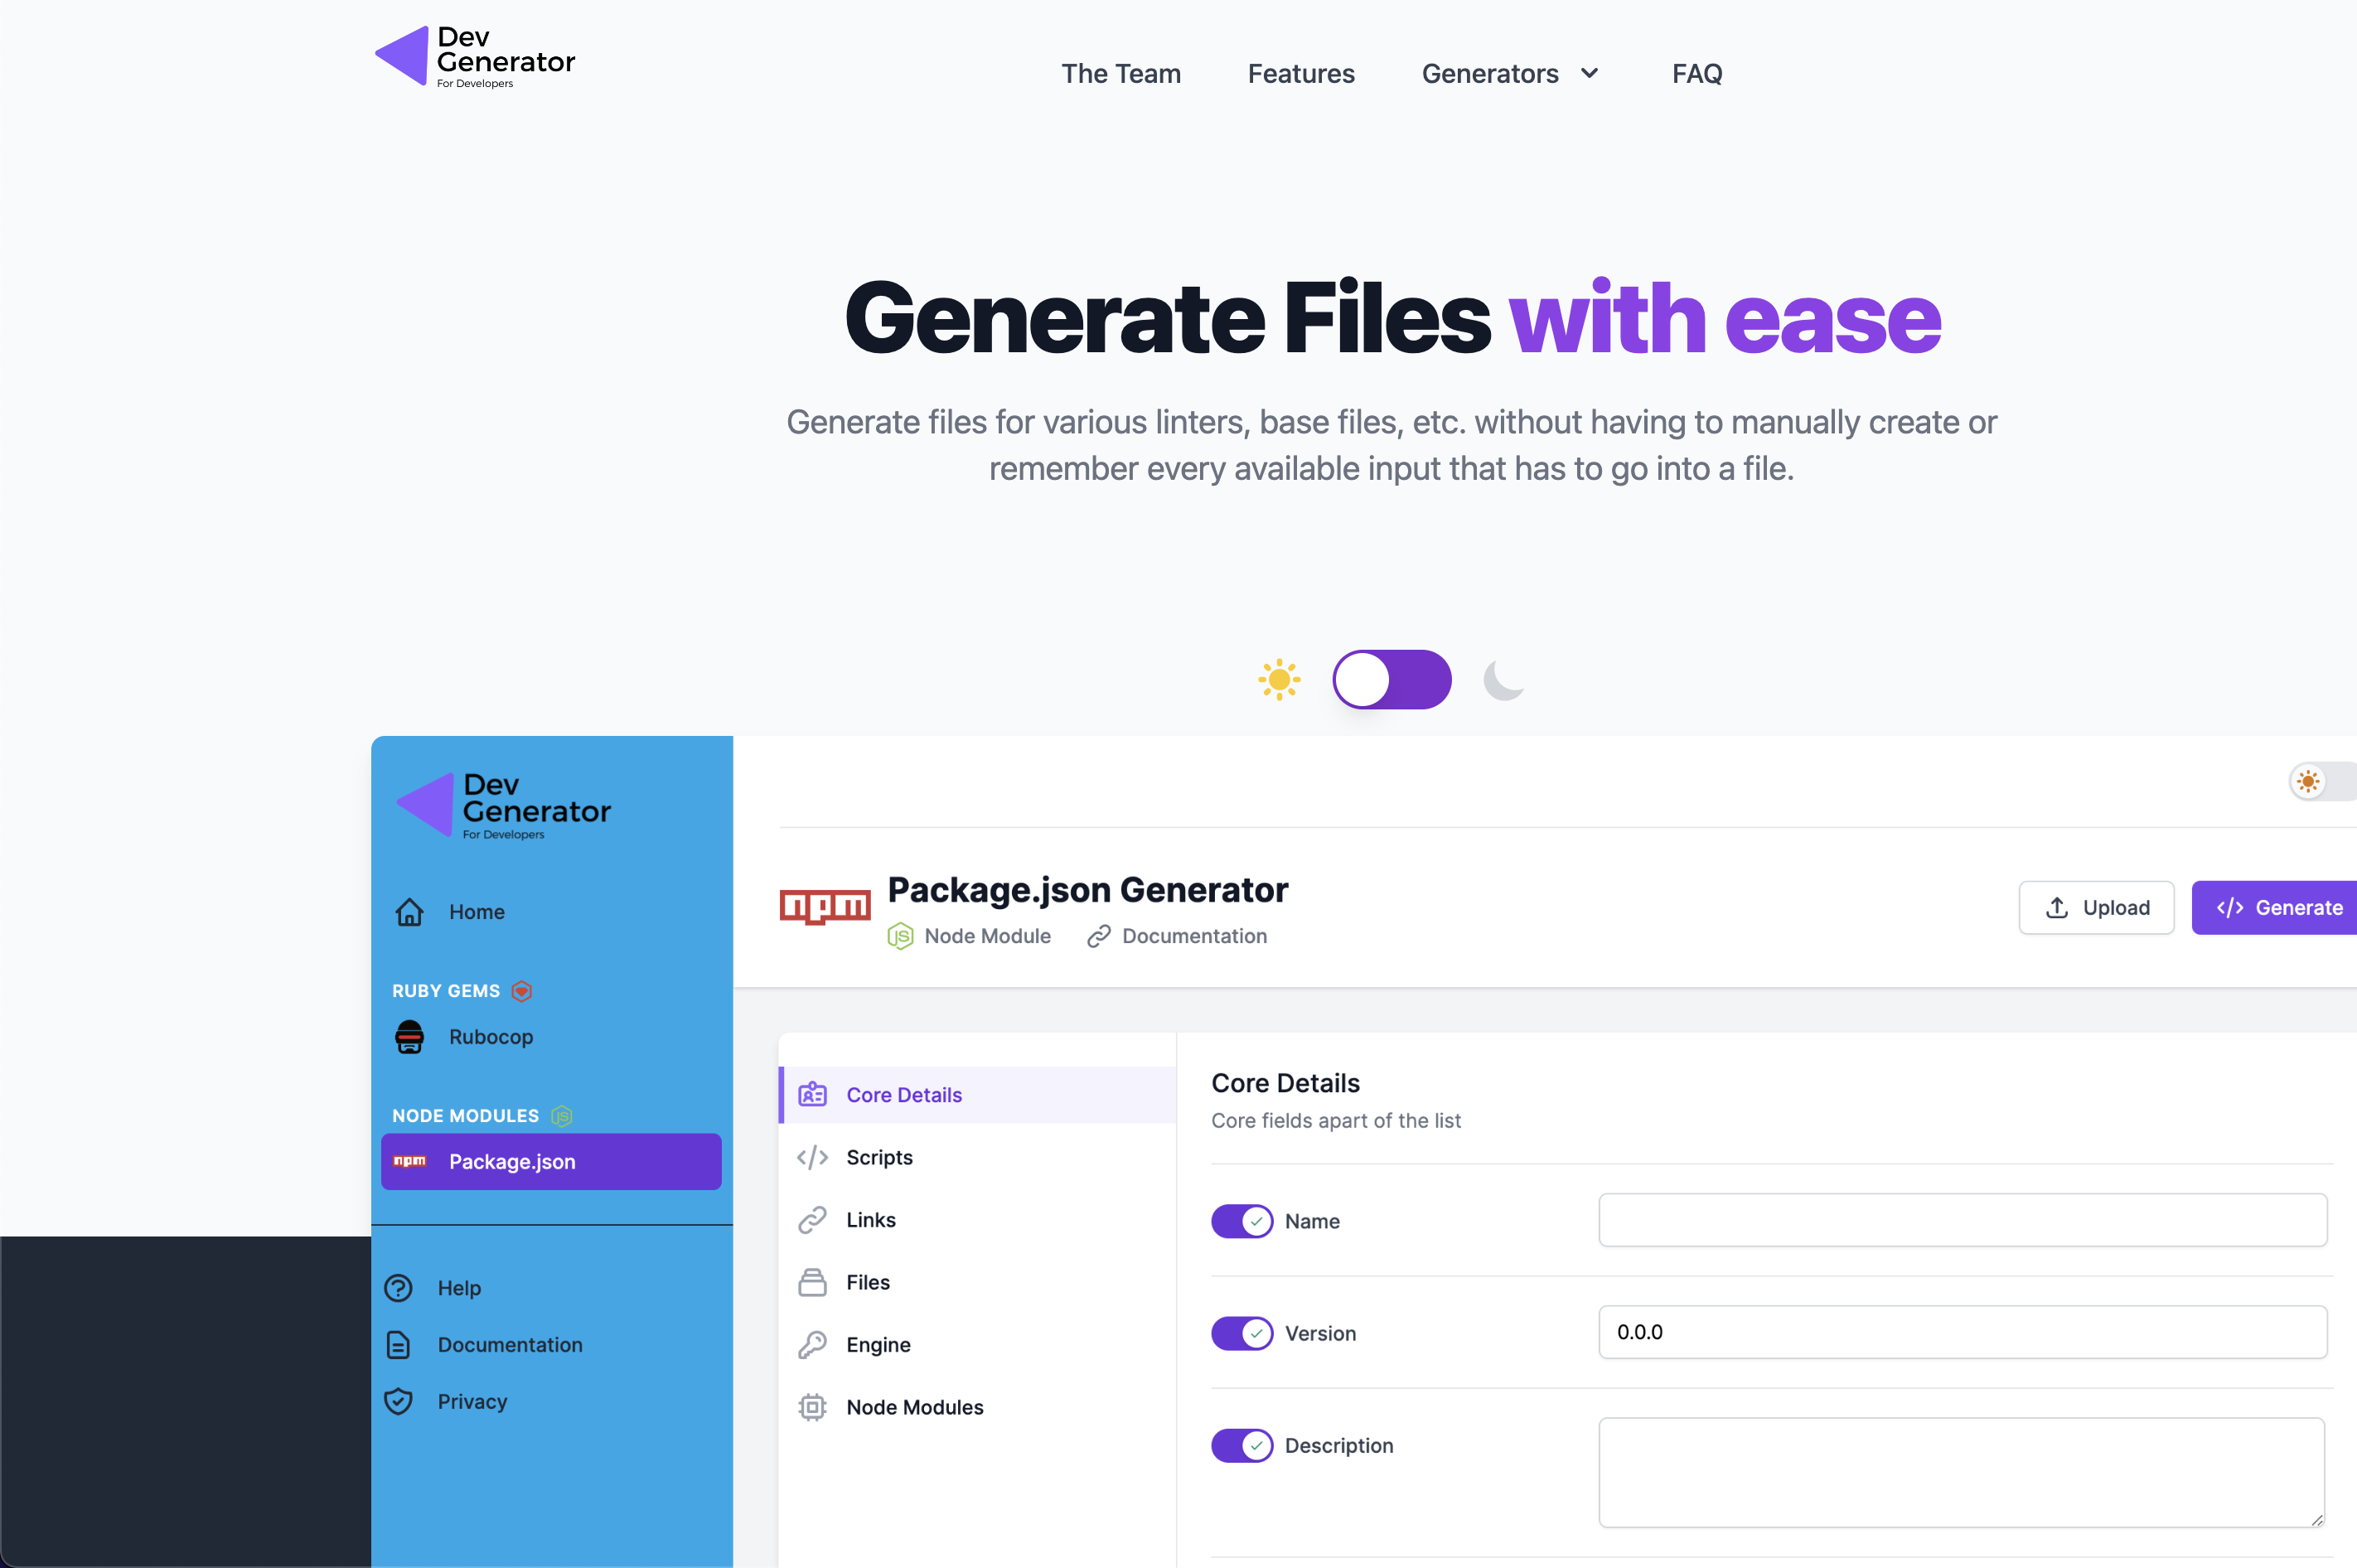 Dev
Generator
For Developers
The Team
Features
Generators
FAQ
Generate Files with ease
Generate files for various linters, base files, etc. without having to manually create or
remember every available input that has to go into a file.
Dev
Generator
For Developers
Home
RUBY GEMS
Rubocop
NODE MODULES
JS
npm Package.json
Help
Documentation
Privacy
npm
Package.json Generator
JS Node Module
Documentation
Upload
</> Generate
Core Details
</> Scripts
Links
Files
Engine
Node Modules
Core Details
Core fields apart of the list
Name
Version
0.0.0
Description